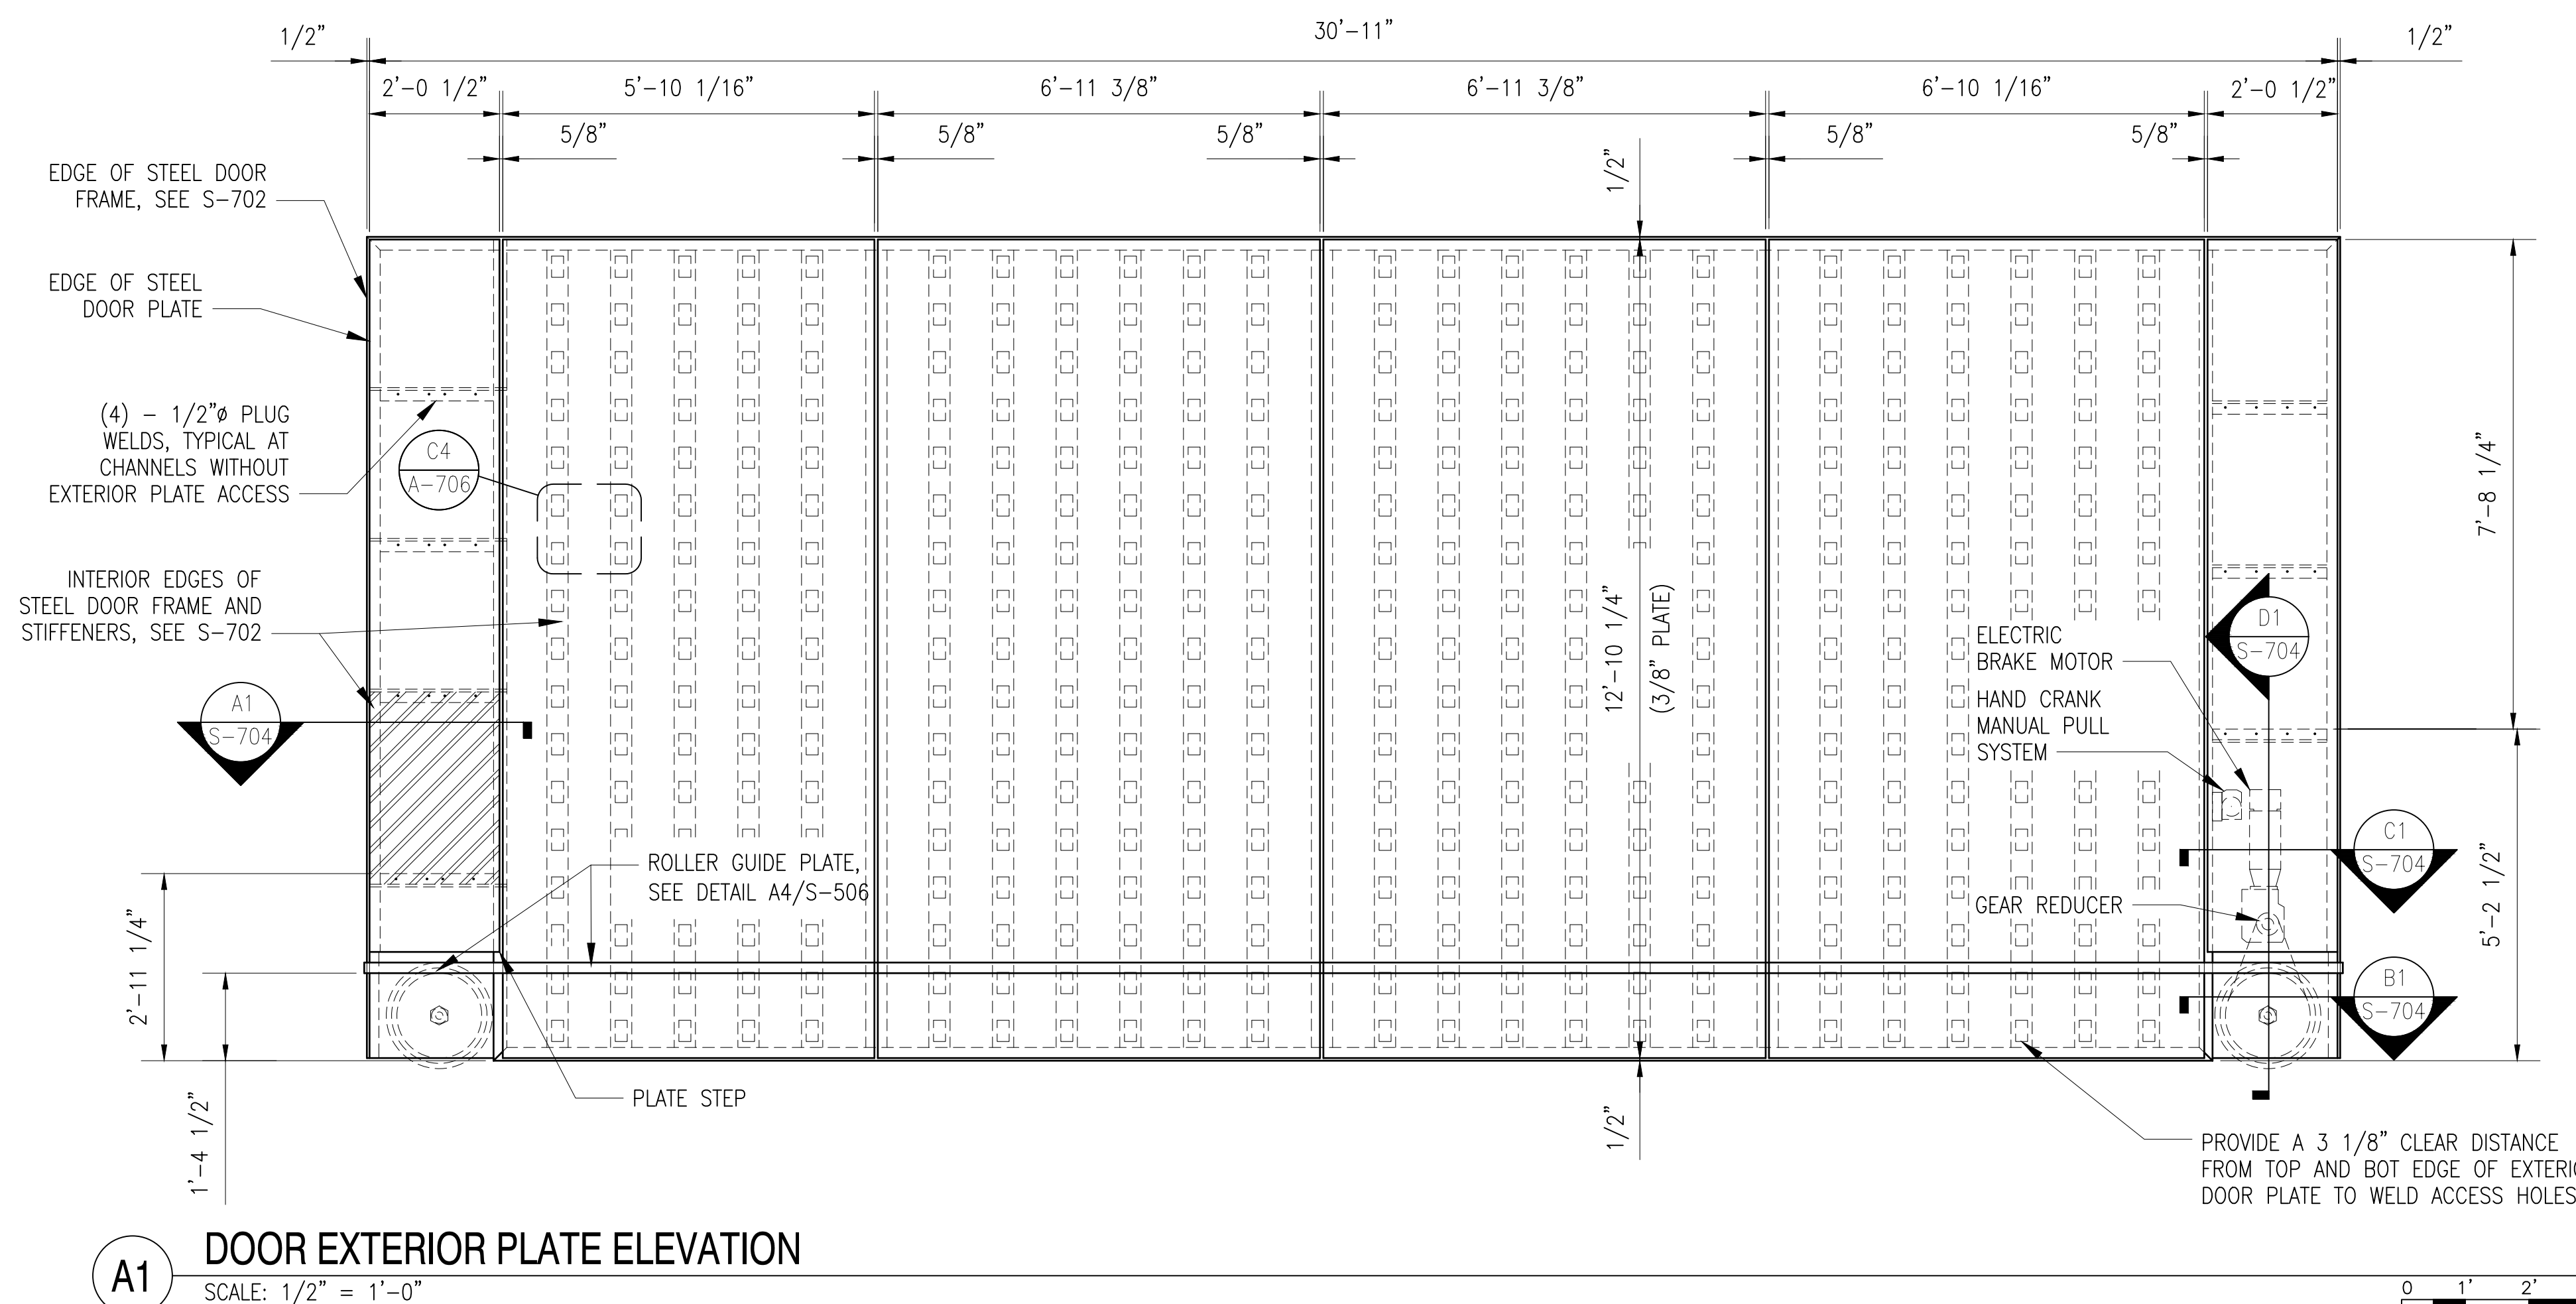 1/2"
30'-11"
1/2"
2'-0 1/2"
5'-10 1/16"
6'-11 3/8"
6'-11 3/8"
6'-10 1/16"
2'-0 1/2"
5/8"
5/8"
5/8"
5/8"
5/8"
1/2"
EDGE OF STEEL DOOR
FRAME, SEE S-702
EDGE OF STEEL
DOOR PLATE
(4) - 1/2"ø PLUG
WELDS, TYPICAL AT
CHANNELS WITHOUT
EXTERIOR PLATE ACCESS
C4
A-706
INTERIOR EDGES OF
STEEL DOOR FRAME AND
STIFFENERS, SEE S-702
A1
S-704
12'-10 1/4"
(3/8" PLATE)
7'-8 1/4"
D1
S-704
ELECTRIC
BRAKE MOTOR
HAND CRANK
MANUAL PULL
SYSTEM
C1
S-704
ROLLER GUIDE PLATE,
SEE DETAIL A4/S-506
GEAR REDUCER
5'-2 1/2"
2'-11 1/4"
B1
S-704
1'-4 1/2"
PLATE STEP
1/2"
PROVIDE A 3 1/8" CLEAR DISTANCE
FROM TOP AND BOT EDGE OF EXTERIO
DOOR PLATE TO WELD ACCESS HOLES
A1
DOOR EXTERIOR PLATE ELEVATION
SCALE: 1/2" = 1'-0"
0 1' 2'